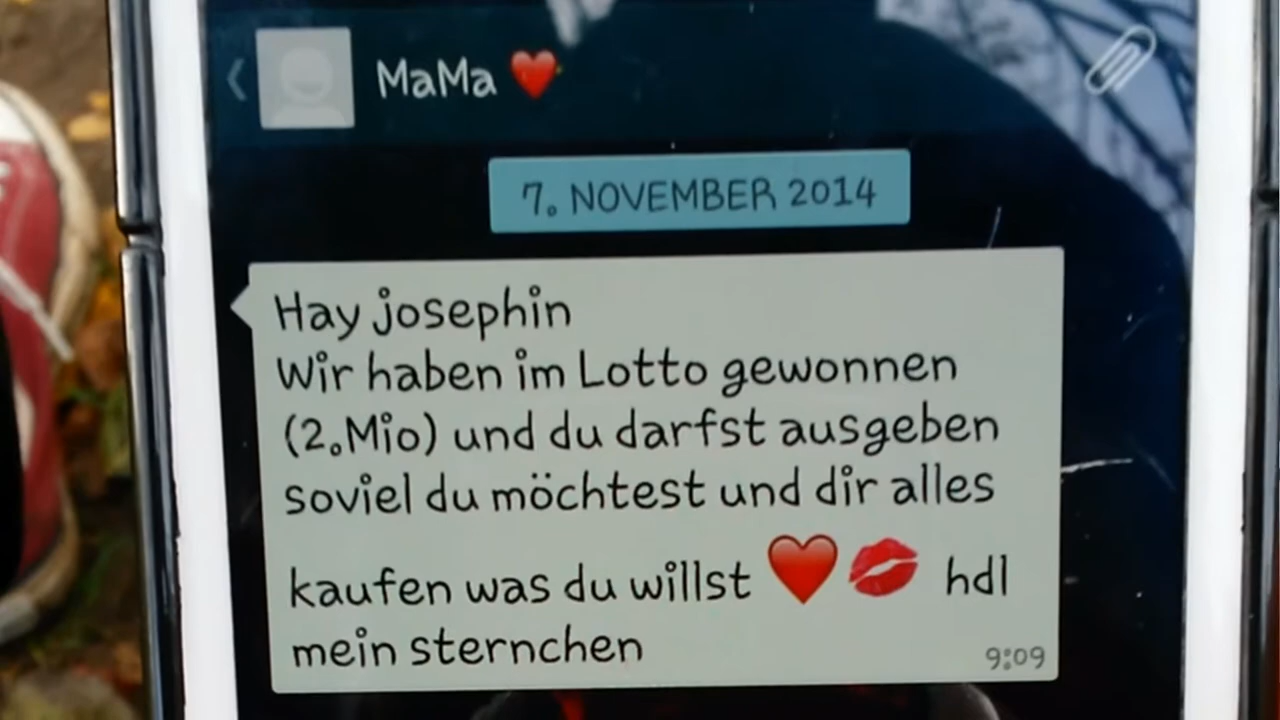 MaMa ❤️
7. NOVEMBER 2014
Hay josephin
Wir haben im Lotto gewonnen
(2.Mio) und du darfst ausgeben
soviel du möchtest und dir alles
kaufen was du willst ❤️💋 hdl
mein sternchen
9:09